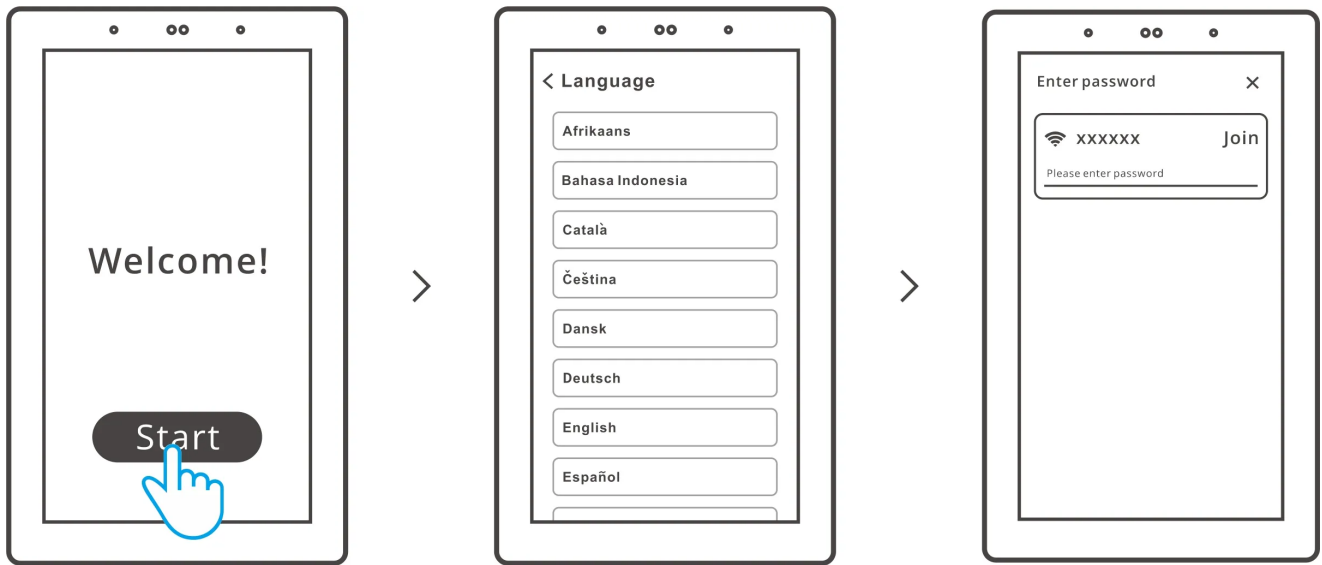 Welcome!
Start
Language
Afrikaans
Bahasa Indonesia
Català
Čeština
Dansk
Deutsch
English
Español
Enter password
xxxxxx
Join
Please enter password